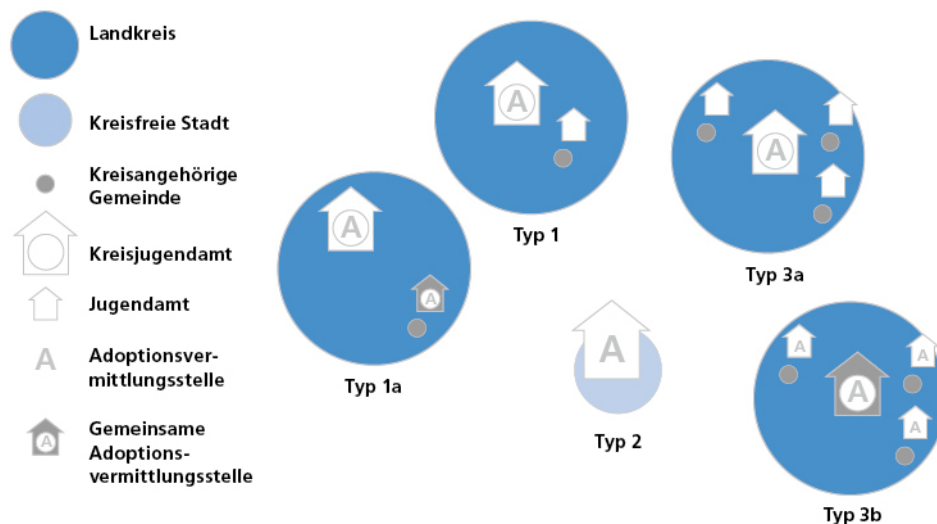 Landkreis
Kreisfreie Stadt
Kreisangehörige
Gemeinde
Kreisjugendamt
Jugendamt
A
Adoptionsver-
mittlungsstelle
A
Gemeinsame
Adoptions-
vermittlungsstelle
A
Typ 1
A
A
Typ 1a
A
Typ 3a
A
Typ 2
A
A
A
A
Typ 3b